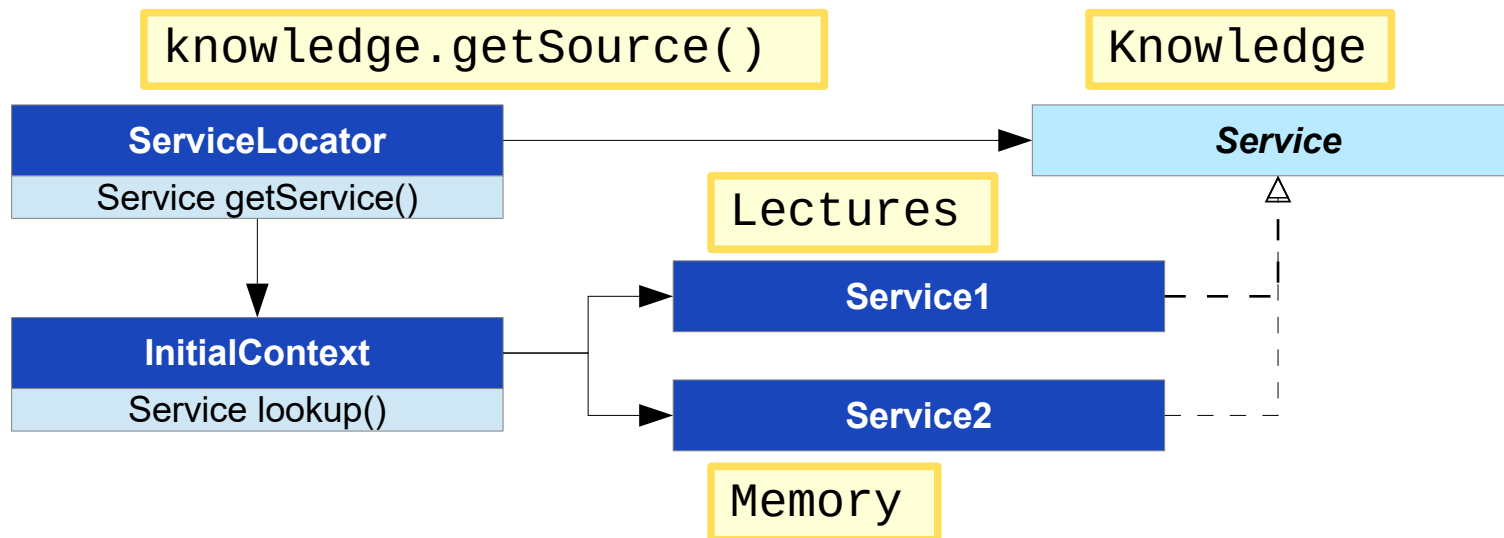 knowledge.getSource()
Knowledge
ServiceLocator
Service getService()
Service
Lectures
Service1
InitialContext
Service lookup()
Service2
Memory